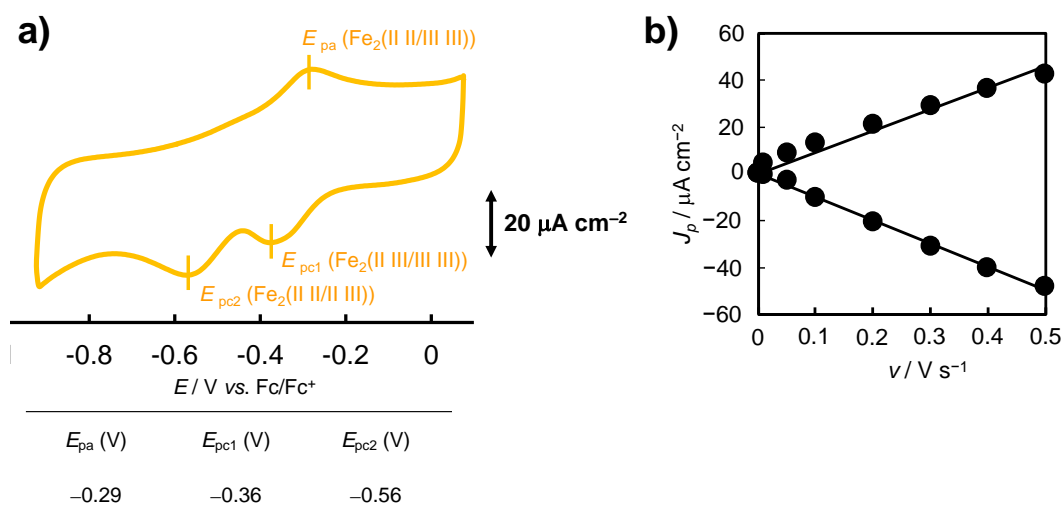 a)
E pa (Fe2(II II/III III))
20 µA cm−2
E pc1 (Fe2(II III/III III))
E pc2 (Fe2(II II/II III))
-0.8 -0.6 -0.4 -0.2 0
E / V vs. Fc/Fc+
Epa (V) Epc1 (V) Epc2 (V)
−0.29 −0.36 −0.56
b)
60
40
20
0
−20
−40
−60
Jp / µA cm−2
0 0.1 0.2 0.3 0.4 0.5
v / V s−1